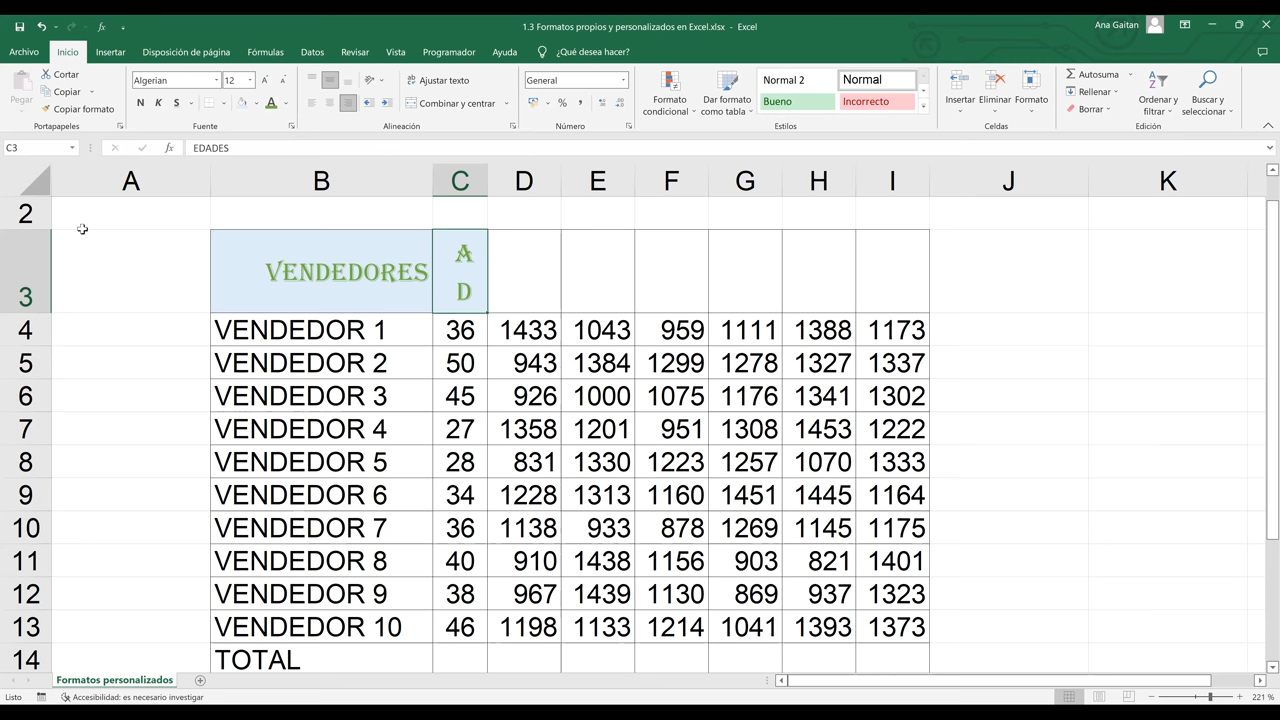 1.3 Formatos propios y personalizados en Excel.xlsx - Excel
Ana Gaitan
Archivo Inicio Insertar Disposición de página Fórmulas Datos Revisar Vista Programador Ayuda ¿Qué desea hacer?
Pegar
Cortar
Copiar
Copiar formato
Portapapeles
Algerian 12
N K S
Fuente
Ajustar texto
Combinar y centrar
Alineación
General
Número
Formato condicional
Dar formato como tabla
Normal 2 Normal
Bueno Incorrecto
Estilos
Insertar Eliminar Formato
Celdas
Autosuma
Rellenar
Borrar
Ordenar y filtrar
Buscar y seleccionar
Edición
C3 fx EDADES
A B C D E F G H I J K
2
3 VENDEDORES A
D
4 VENDEDOR 1 36 1433 1043 959 1111 1388 1173
5 VENDEDOR 2 50 943 1384 1299 1278 1327 1337
6 VENDEDOR 3 45 926 1000 1075 1176 1341 1302
7 VENDEDOR 4 27 1358 1201 951 1308 1453 1222
8 VENDEDOR 5 28 831 1330 1223 1257 1070 1333
9 VENDEDOR 6 34 1228 1313 1160 1451 1445 1164
10 VENDEDOR 7 36 1138 933 878 1269 1145 1175
11 VENDEDOR 8 40 910 1438 1156 903 821 1401
12 VENDEDOR 9 38 967 1439 1130 869 937 1323
13 VENDEDOR 10 46 1198 1133 1214 1041 1393 1373
14 TOTAL
Formatos personalizados
Listo Accesibilidad: es necesario investigar 221 %